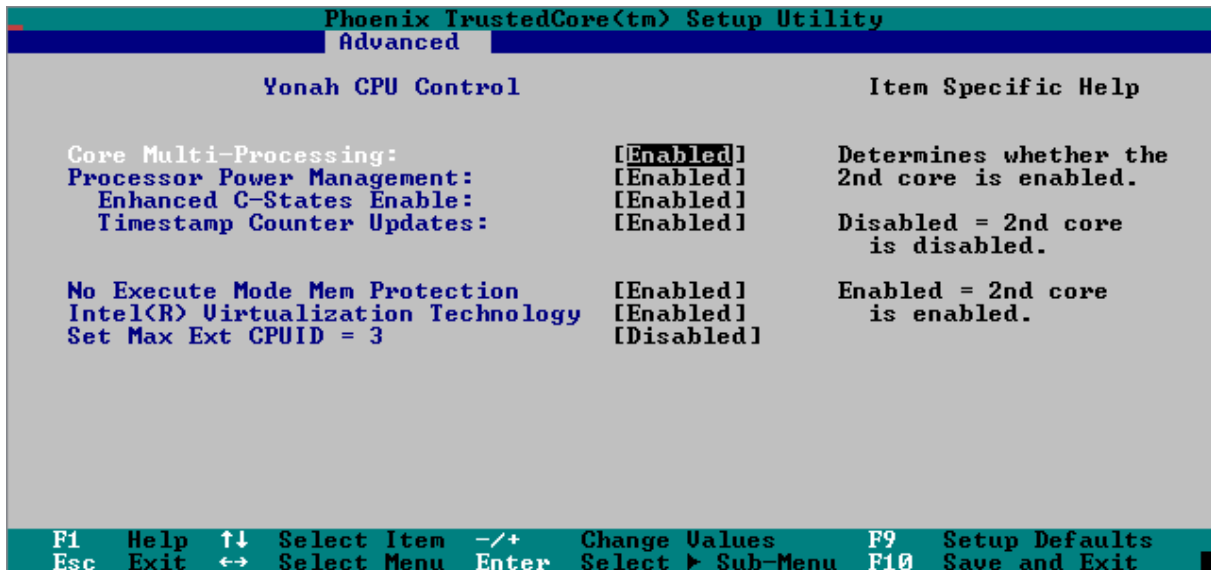 Phoenix TrustedCore(tm) Setup Utility
Advanced
Yonah CPU Control
Item Specific Help
Core Multi-Processing: [Enabled]
Processor Power Management: [Enabled]
Enhanced C-States Enable: [Enabled]
Timestamp Counter Updates: [Enabled]
No Execute Mode Mem Protection [Enabled]
Intel(R) Virtualization Technology [Enabled]
Set Max Ext CPUID = 3 [Disabled]
Determines whether the
2nd core is enabled.
Disabled = 2nd core
is disabled.
Enabled = 2nd core
is enabled.
F1 Help ↑↓ Select Item -/+ Change Values F9 Setup Defaults
Esc Exit ↔ Select Menu Enter Select ► Sub-Menu F10 Save and Exit